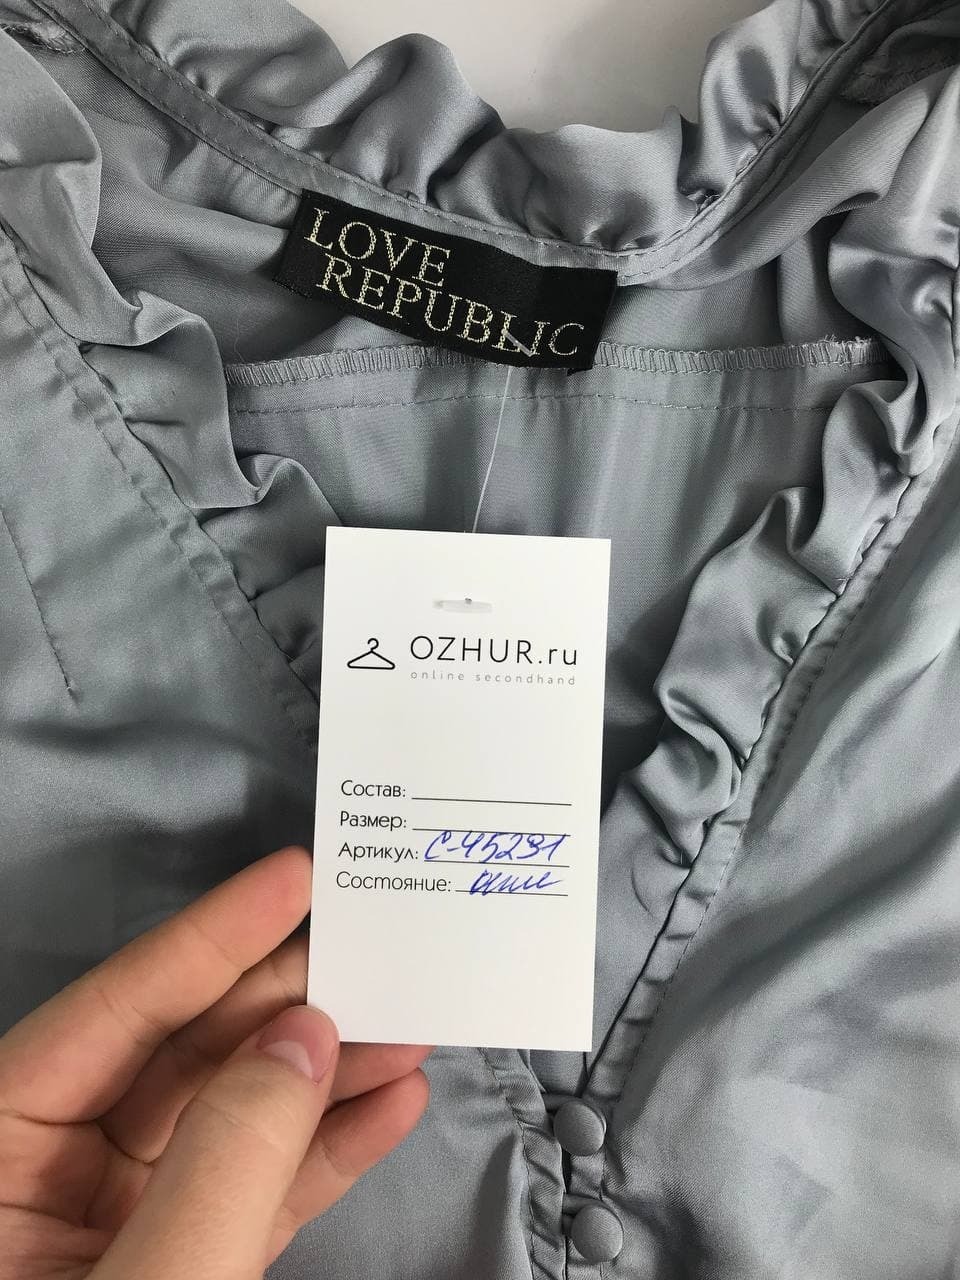 LOVE
REPUBLIC
OZHUR.ru
online secondhand
Состав:
Размер:
Артикул: С-45231
Состояние: